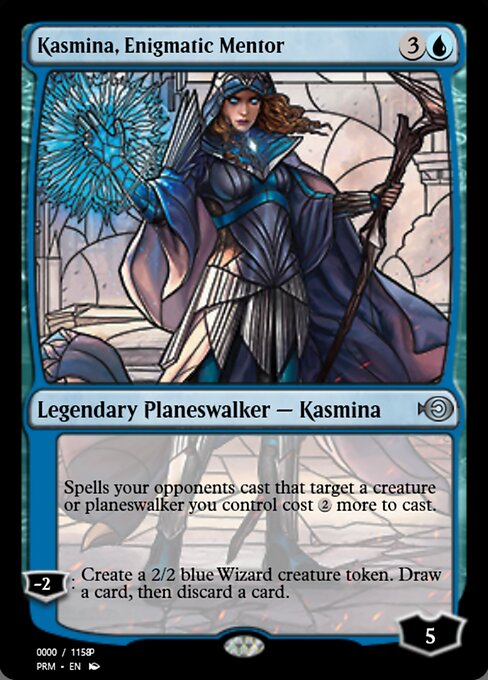 Kasmina, Enigmatic Mentor 3
Legendary Planeswalker — Kasmina
Spells your opponents cast that target a creature
or planeswalker you control cost 2 more to cast.
-2 : Create a 2/2 blue Wizard creature token. Draw
a card, then discard a card.
5
0000 / 1158P
PRM • EN